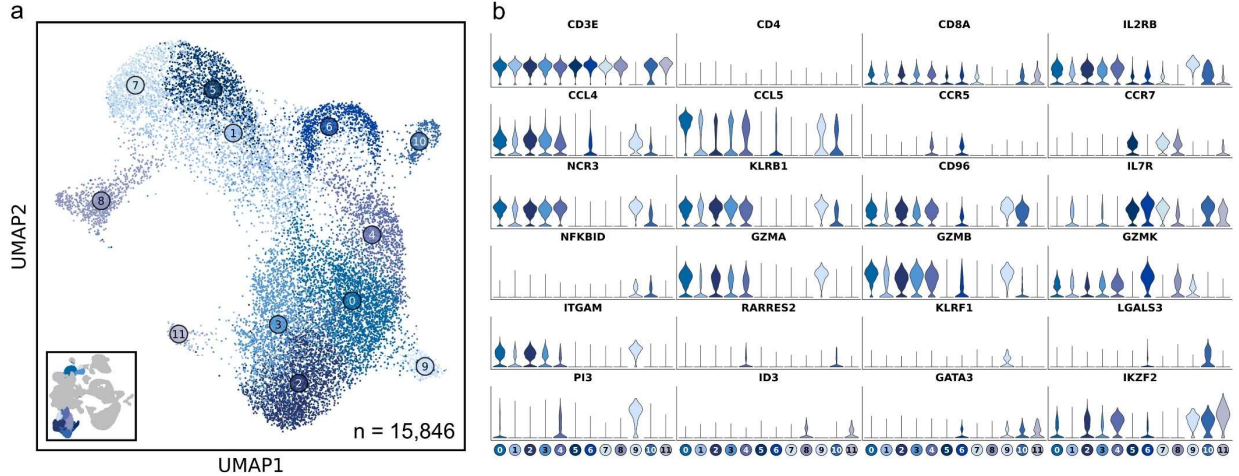 a
b
7
5
1
6
10
8
4
0
3
11
9
2
n = 15,846
UMAP1
UMAP2
CD3E CD4 CD8A IL2RB
CCL4 CCL5 CCR5 CCR7
NCR3 KLRB1 CD96 IL7R
NFKBID GZMA GZMB GZMK
ITGAM RARRES2 KLRF1 LGALS3
PI3 ID3 GATA3 IKZF2
0 1 2 3 4 5 6 7 8 9 10 11 0 1 2 3 4 5 6 7 8 9 10 11 0 1 2 3 4 5 6 7 8 9 10 11 0 1 2 3 4 5 6 7 8 9 10 11